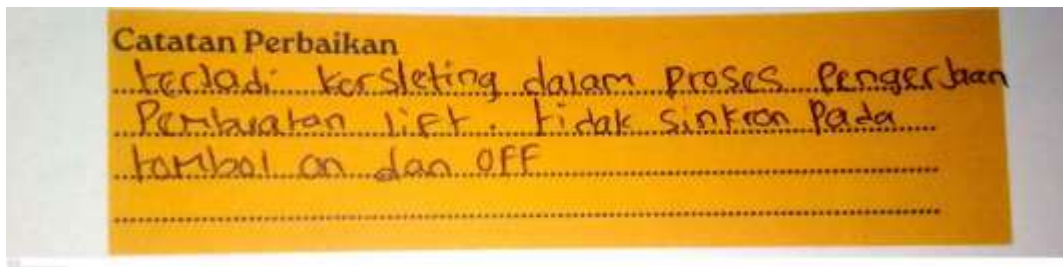 Catatan Perbaikan
terjadi korsleting dalam proses Pengerjaan
Pembuatan lift. tidak sinkron Pada
tombol on dan OFF